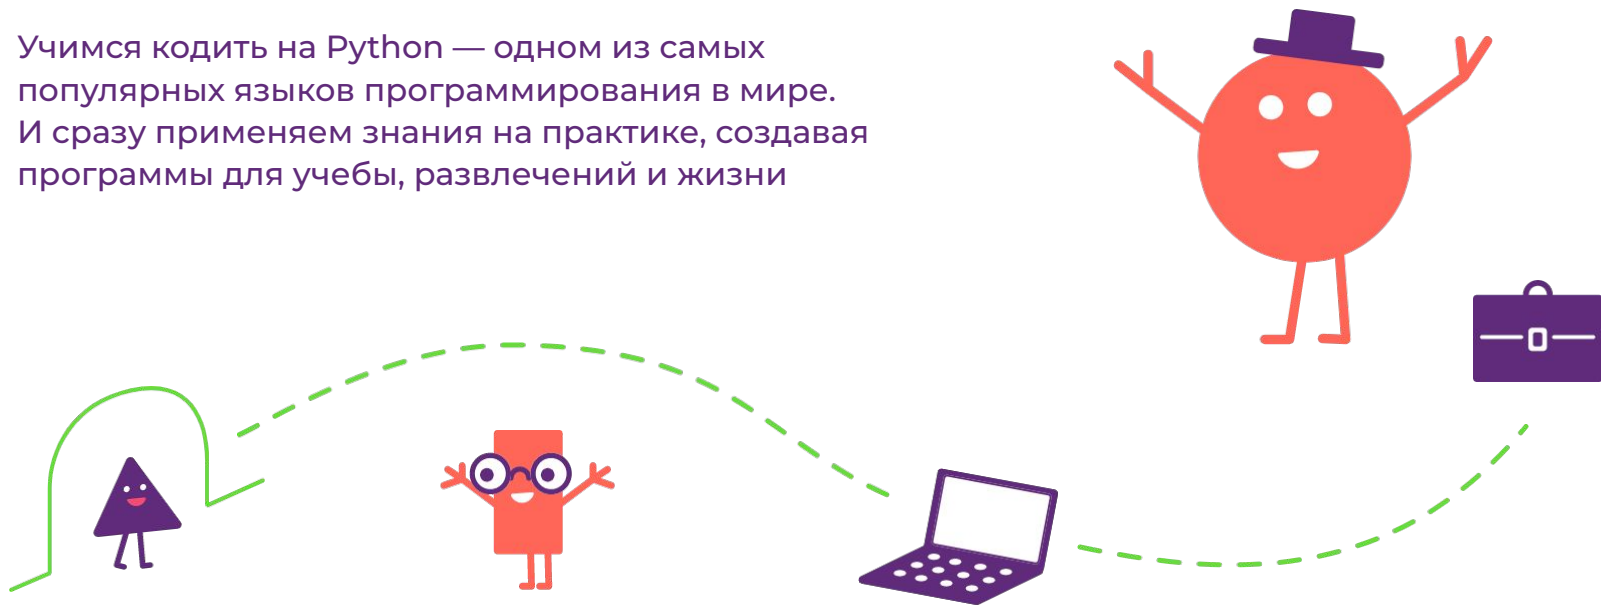 Учимся кодить на Python — одном из самых
популярных языков программирования в мире.
И сразу применяем знания на практике, создавая
программы для учебы, развлечений и жизни